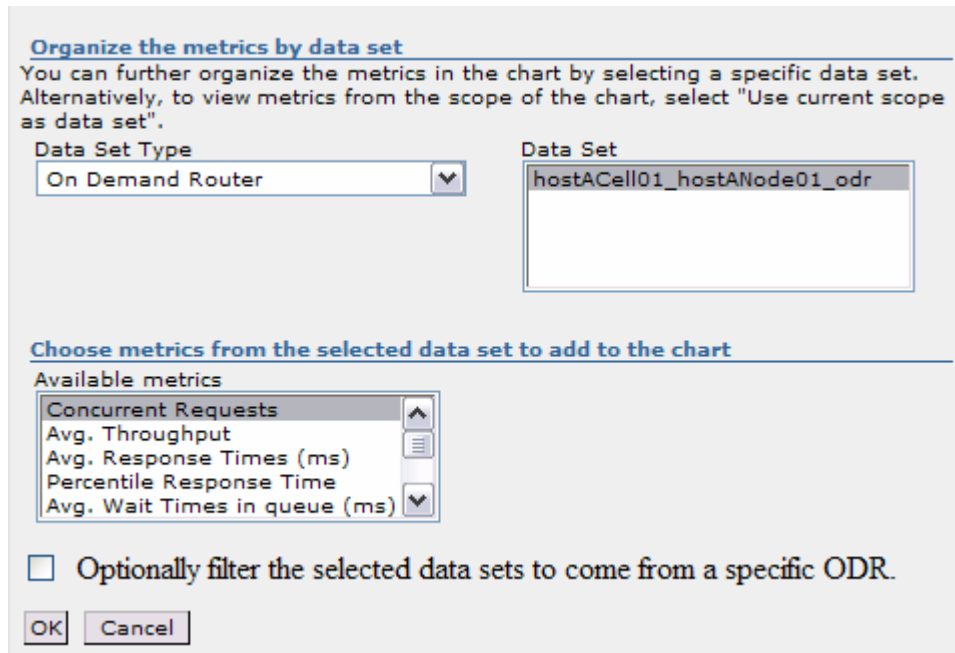 Organize the metrics by data set
You can further organize the metrics in the chart by selecting a specific data set.
Alternatively, to view metrics from the scope of the chart, select "Use current scope
as data set".
Data Set Type
Data Set
On Demand Router
hostACell01_hostANode01_odr
Choose metrics from the selected data set to add to the chart
Available metrics
Concurrent Requests
Avg. Throughput
Avg. Response Times (ms)
Percentile Response Time
Avg. Wait Times in queue (ms)
Optionally filter the selected data sets to come from a specific ODR.
OK
Cancel